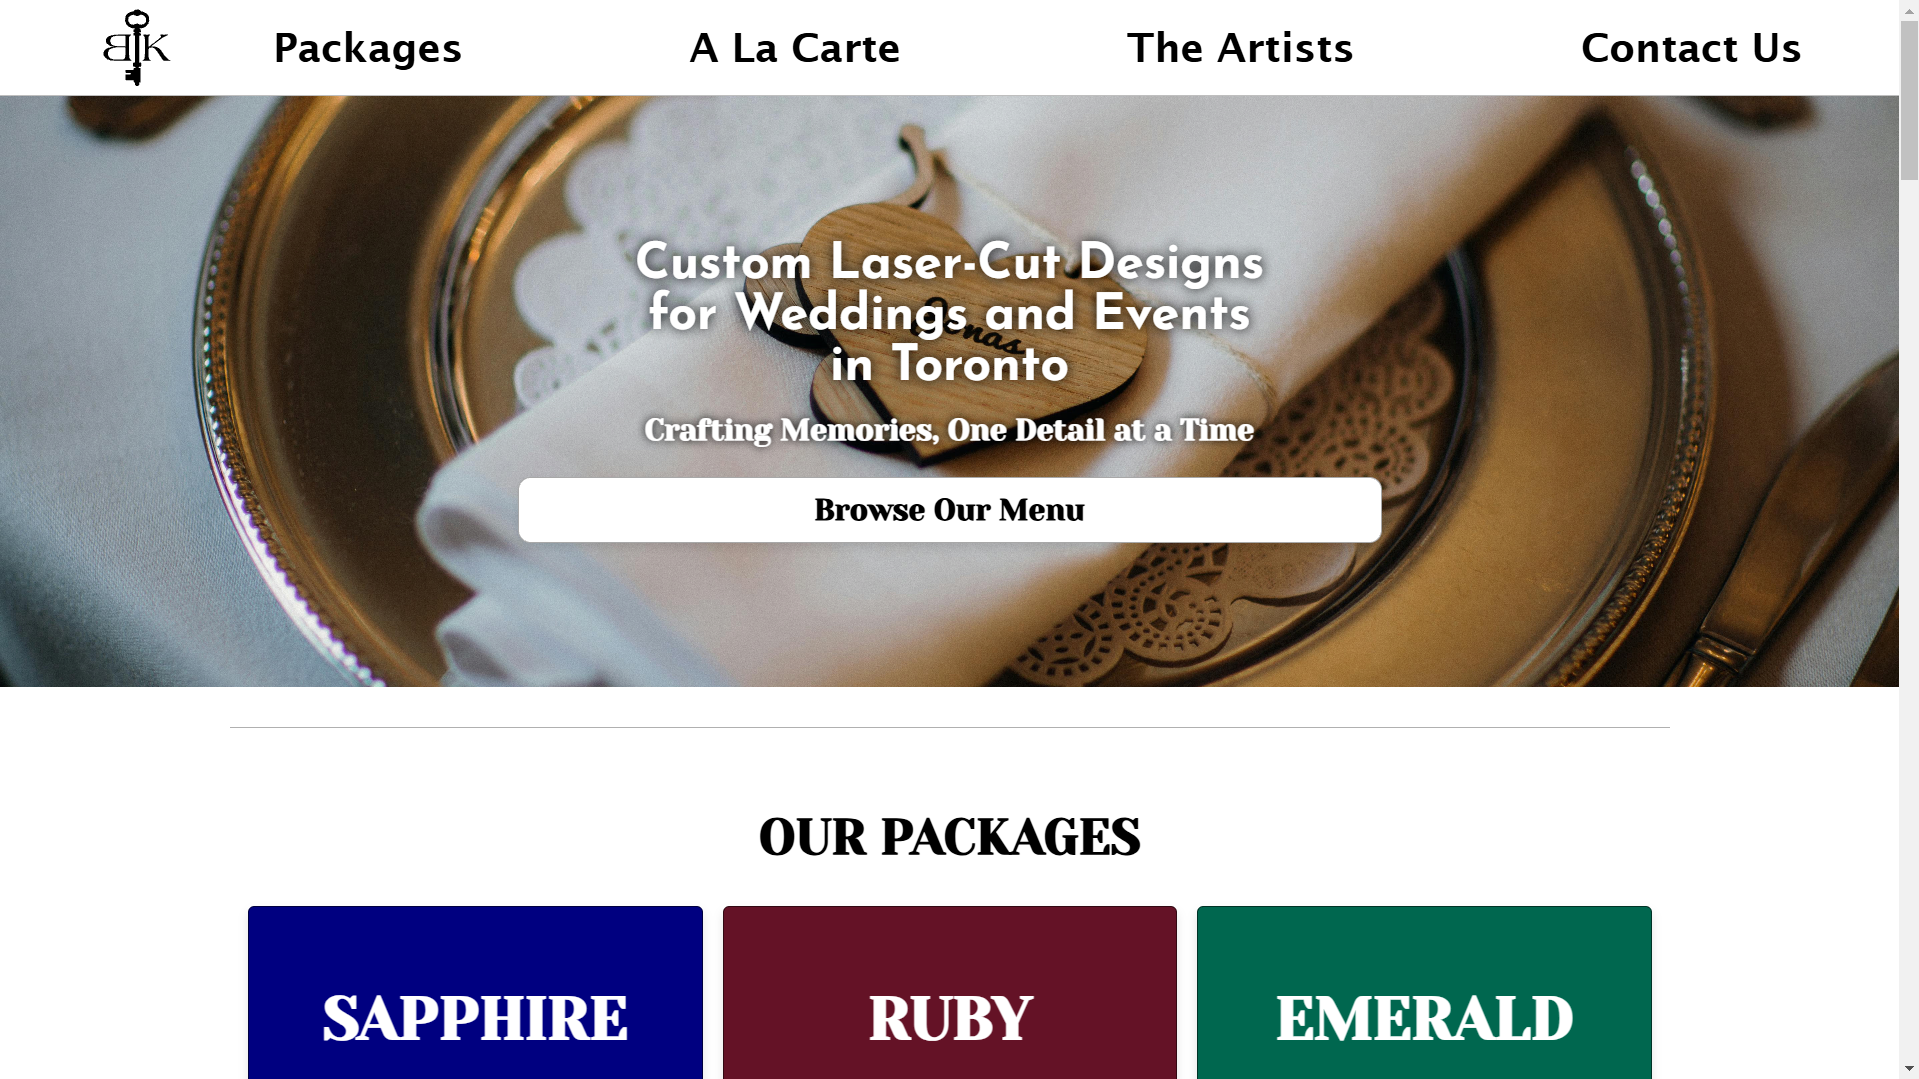 BK
Packages
A La Carte
The Artists
Contact Us
Custom Laser-Cut Designs
for Weddings and Events
in Toronto
Crafting Memories, One Detail at a Time
Browse Our Menu
OUR PACKAGES
SAPPHIRE
RUBY
EMERALD